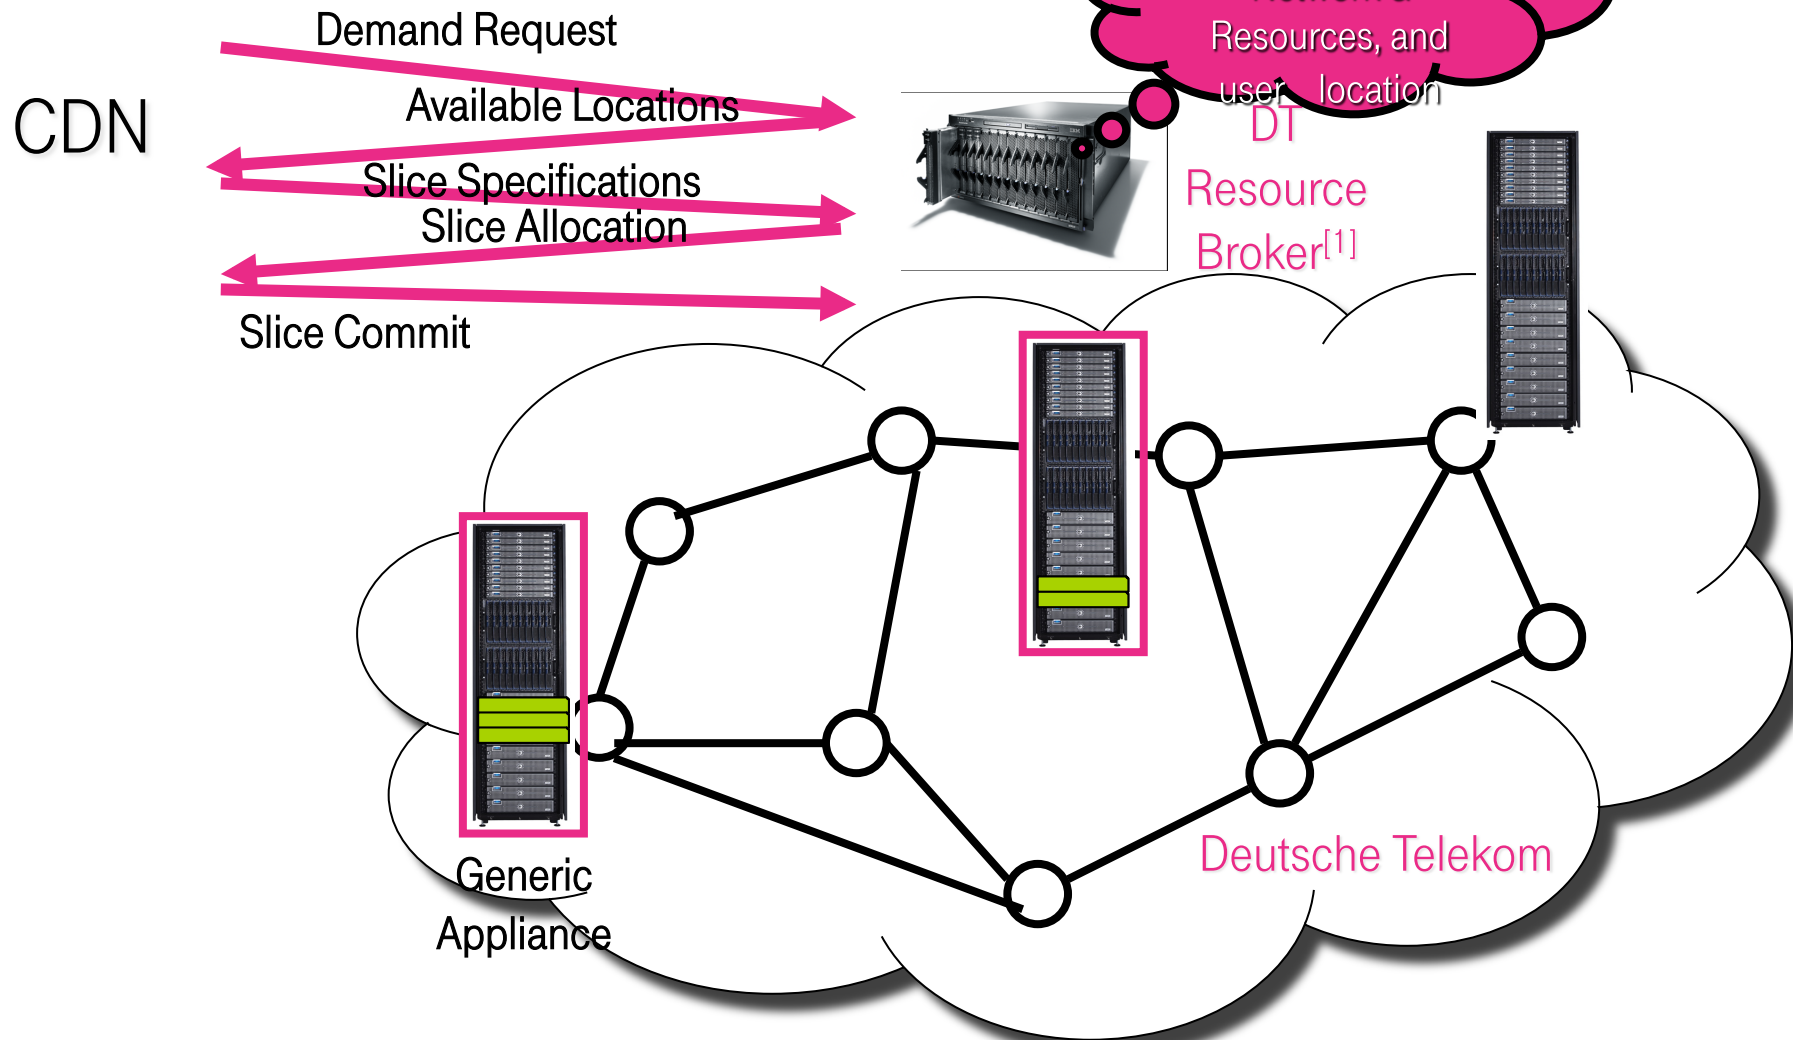 Demand Request
Resources, and
user location
Available Locations
CDN
DT
Resource
Broker[1]
Slice Specifications
Slice Allocation
Slice Commit
Deutsche Telekom
Generic
Appliance